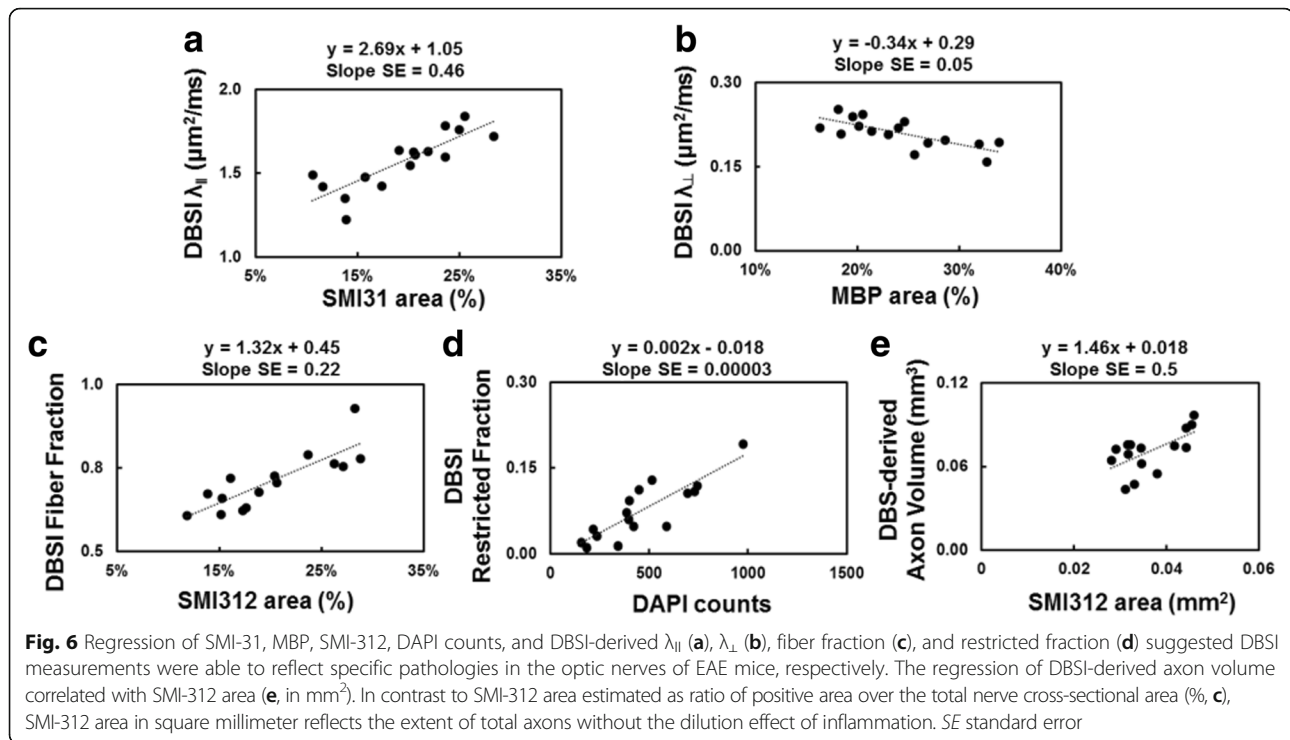 a
y = 2.69x + 1.05
Slope SE = 0.46
DBSI λ∥ (μm²/ms)
2.0
1.5
1.0
5%
15%
25%
35%
SMI31 area (%)
b
y = -0.34x + 0.29
Slope SE = 0.05
DBSI λ⊥ (μm²/ms)
0.30
0.15
0.00
10%
20%
30%
40%
MBP area (%)
c
y = 1.32x + 0.45
Slope SE = 0.22
DBSI Fiber Fraction
1.0
0.8
0.5
5%
15%
25%
35%
SMI312 area (%)
d
y = 0.002x - 0.018
Slope SE = 0.00003
DBSI
Restricted Fraction
0.30
0.15
0.00
0
500
1000
1500
DAPI counts
e
y = 1.46x + 0.018
Slope SE = 0.5
DBS-derived
Axon Volume (mm³)
0.12
0.06
0.00
0
0.02
0.04
0.06
SMI312 area (mm²)
Fig. 6 Regression of SMI-31, MBP, SMI-312, DAPI counts, and DBSI-derived λ∥ (a), λ⊥ (b), fiber fraction (c), and restricted fraction (d) suggested DBSI
measurements were able to reflect specific pathologies in the optic nerves of EAE mice, respectively. The regression of DBSI-derived axon volume
correlated with SMI-312 area (e, in mm²). In contrast to SMI-312 area estimated as ratio of positive area over the total nerve cross-sectional area (%, c),
SMI-312 area in square millimeter reflects the extent of total axons without the dilution effect of inflammation. SE standard error